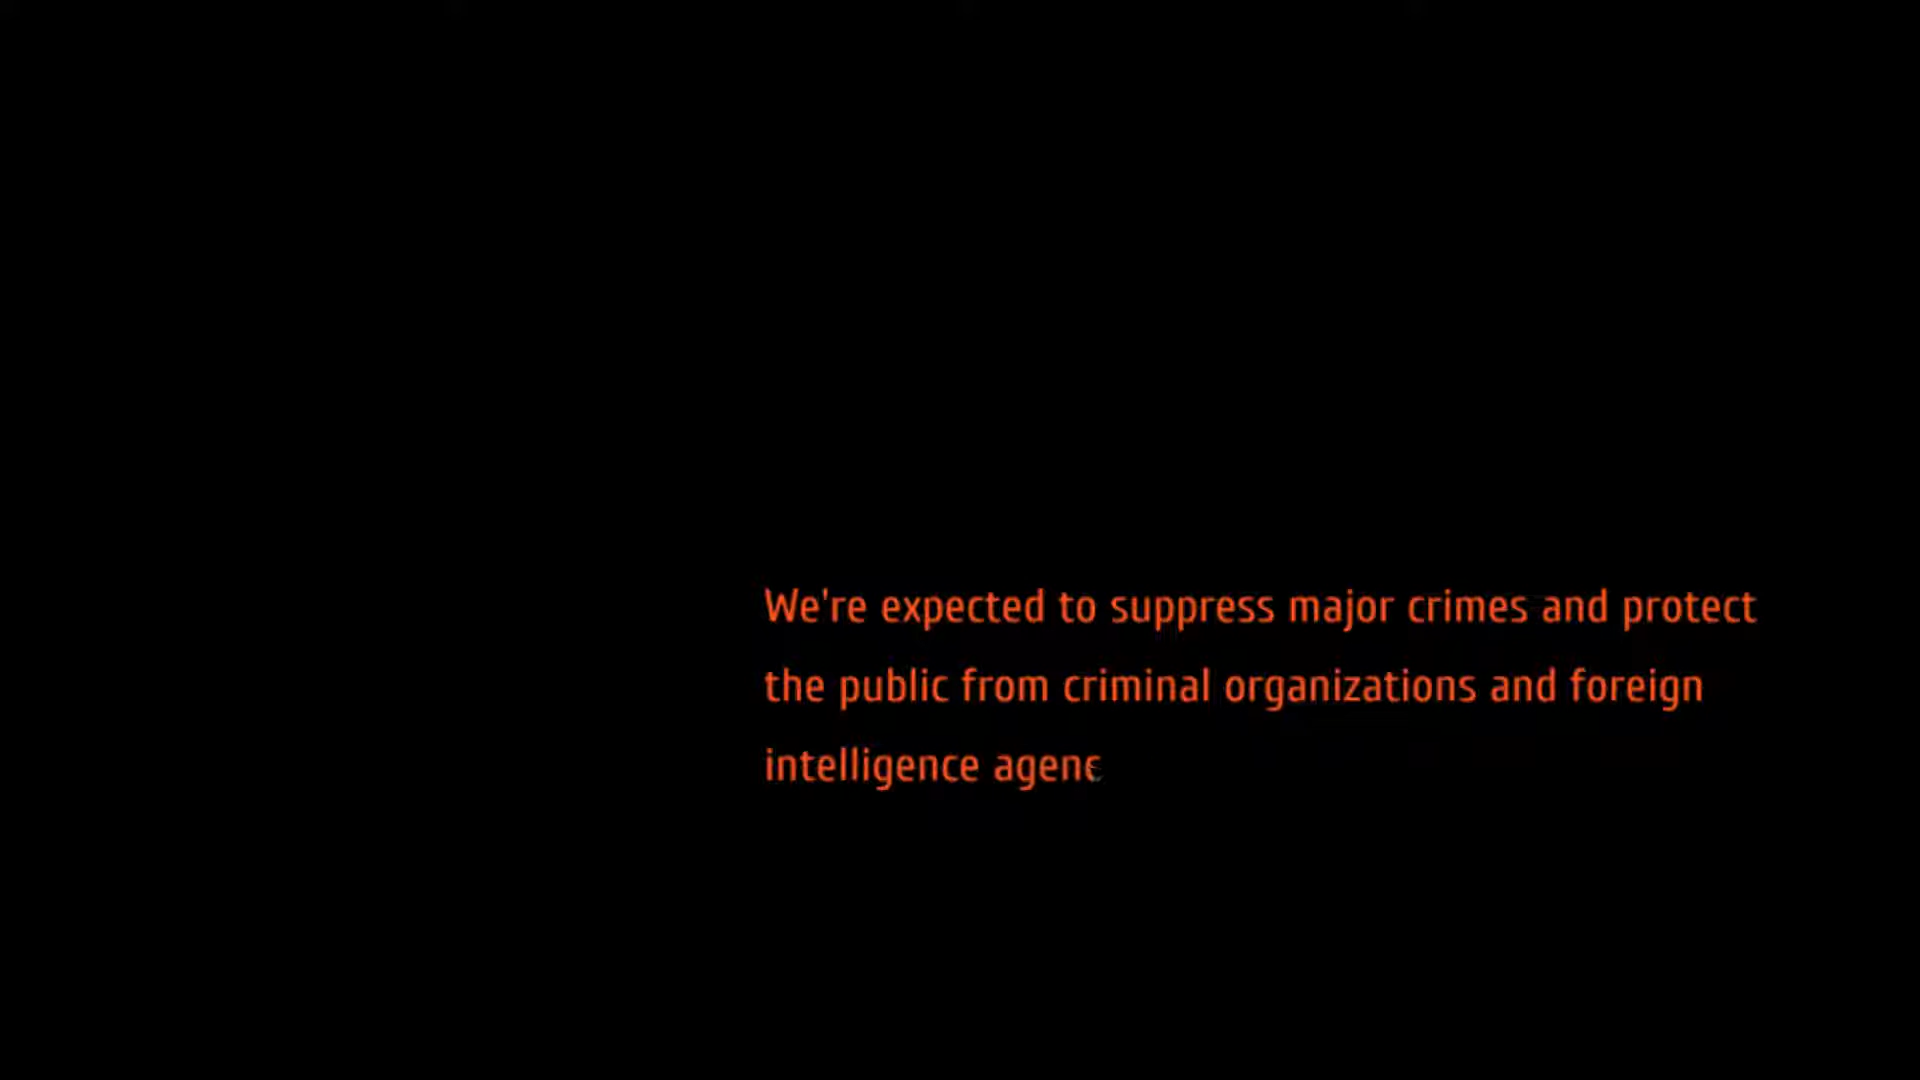 We're expected to suppress major crimes and protect
the public from criminal organizations and foreign
intelligence agenc